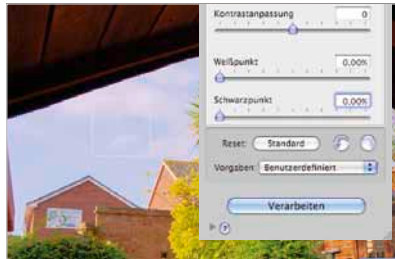 Kontrastanpassung 0
Weißpunkt 0.00%
Schwarzpunkt 0.00%
Reset: Standard
Vorgaben: Benutzerdefiniert
Verarbeiten
?